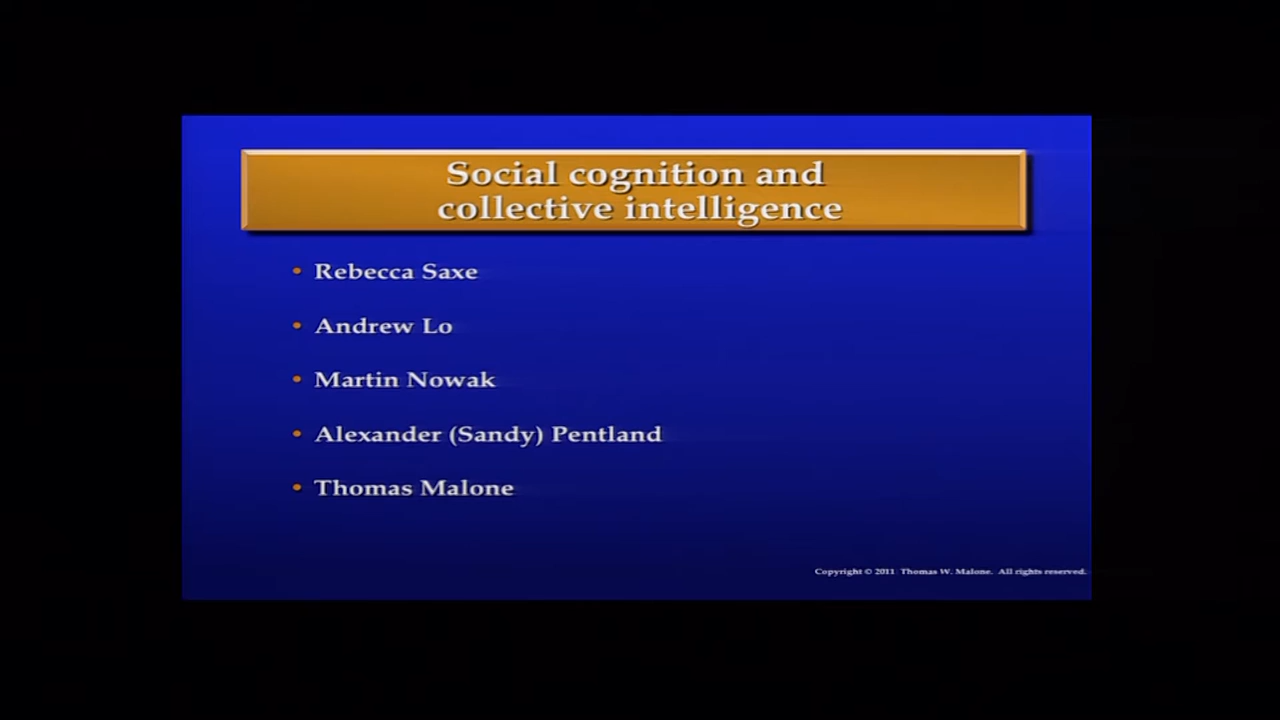 Social cognition and
collective intelligence
• Rebecca Saxe
• Andrew Lo
• Martin Nowak
• Alexander (Sandy) Pentland
• Thomas Malone
Copyright © 2011 Thomas W. Malone. All rights reserved.